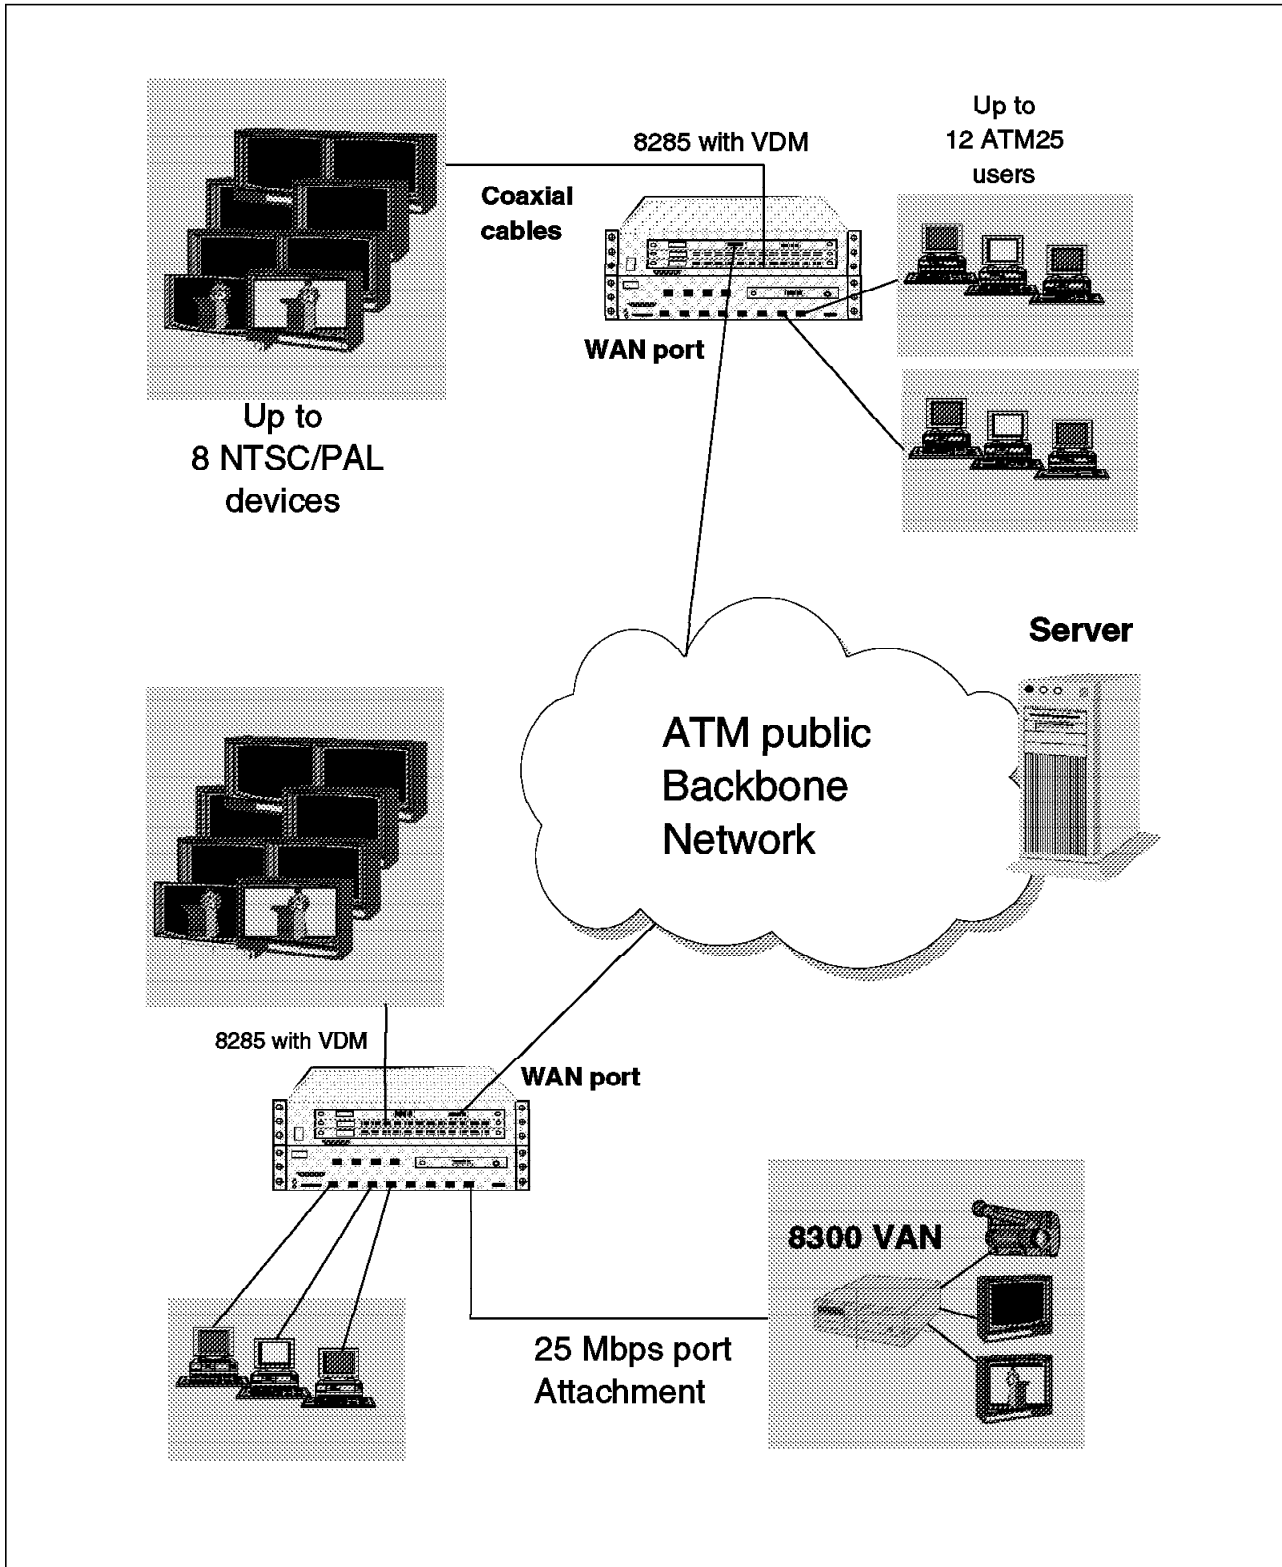 Up to
12 ATM25
users
8285 with VDM
Coaxial
cables
WAN port
Up to
8 NTSC/PAL
devices
Server
ATM public
Backbone
Network
8285 with VDM
WAN port
8300 VAN
25 Mbps port
Attachment